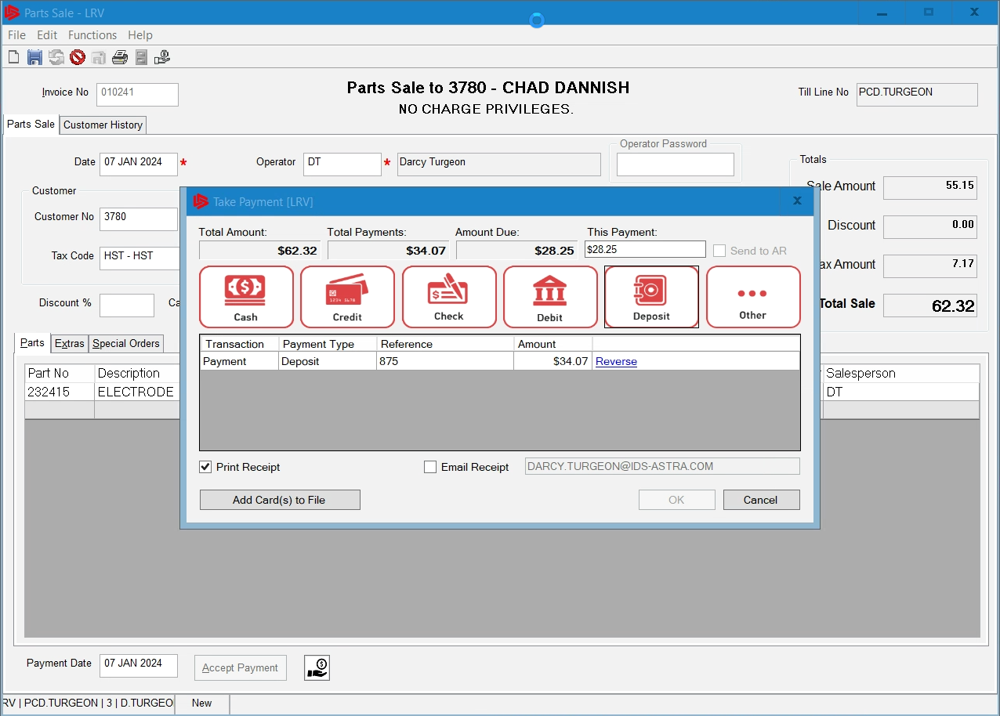 Parts Sale - LRV
File Edit Functions Help
Invoice No 010241
Parts Sale to 3780 - CHAD DANNISH
NO CHARGE PRIVILEGES.
Till Line No PCD.TURGEON
Parts Sale Customer History
Date 07 JAN 2024 * Operator DT * Darcy Turgeon
Operator Password
Totals
Sale Amount 55.15
Discount 0.00
ax Amount 7.17
Total Sale 62.32
Customer
Customer No 3780
Tax Code HST - HST
Discount % Ca
Take Payment [LRV] X
Total Amount: Total Payments: Amount Due: This Payment:
$62.32 $34.07 $28.25 $28.25 Send to AR
1234 5678
Cash Credit Check Debit Deposit Other
Transaction Payment Type Reference Amount
Payment Deposit 875 $34.07 Reverse
Print Receipt Email Receipt DARCY.TURGEON@IDS-ASTRA.COM
Add Card(s) to File OK Cancel
Parts Extras Special Orders
Part No Description Salesperson
232415 ELECTRODE DT
Payment Date 07 JAN 2024 Accept Payment
RV | PCD.TURGEON | 3 | D.TURGEO New